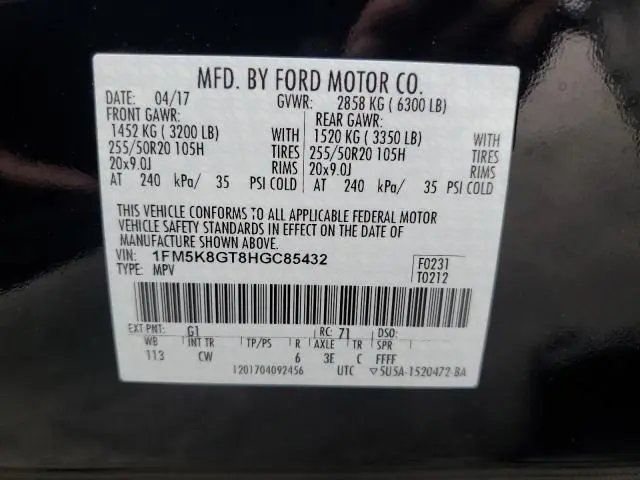 MFD. BY FORD MOTOR CO.
DATE: 04/17 GVWR: 2858 KG ( 6300 LB)
FRONT GAWR: REAR GAWR:
1452 KG ( 3200 LB) WITH 1520 KG ( 3350 LB) WITH
255/50R20 105H TIRES 255/50R20 105H TIRES
20x9.0J RIMS 20x9.0J RIMS
AT 240 kPa/ 35 PSI COLD AT 240 kPa/ 35 PSI COLD
THIS VEHICLE CONFORMS TO ALL APPLICABLE FEDERAL MOTOR
VEHICLE SAFETY STANDARDS IN EFFECT ON THE DATE OF
MANUFACTURE SHOWN ABOVE.
VIN: 1FM5K8GT8HGC85432 F0231
TYPE: MPV T0212
EXT PNT: G1 RC: 71 DSO:
WB INT TR TP/PS R AXLE TR SPR
113 CW 6 3E C FFFF
1201704092456 UTC ▽5U5A-1520472-BA